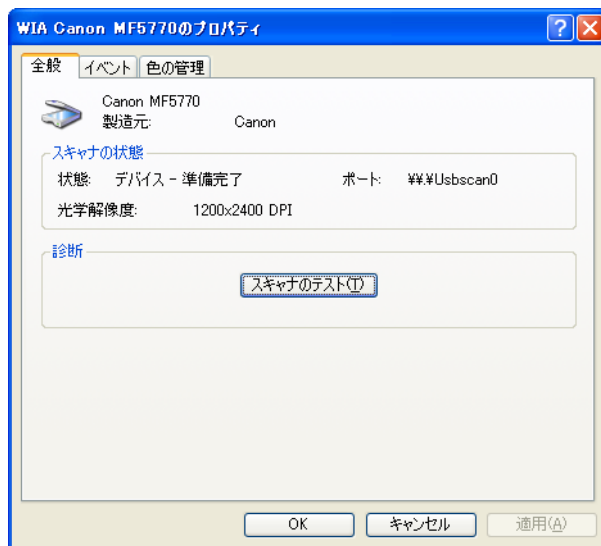 WIA Canon MF5770のプロパティ
全般 イベント 色の管理
Canon MF5770
製造元: Canon
スキャナの状態
状態: デバイス - 準備完了 ポート: ¥¥.¥Usbscan0
光学解像度: 1200x2400 DPI
診断
スキャナのテスト(T)
OK キャンセル 適用(A)